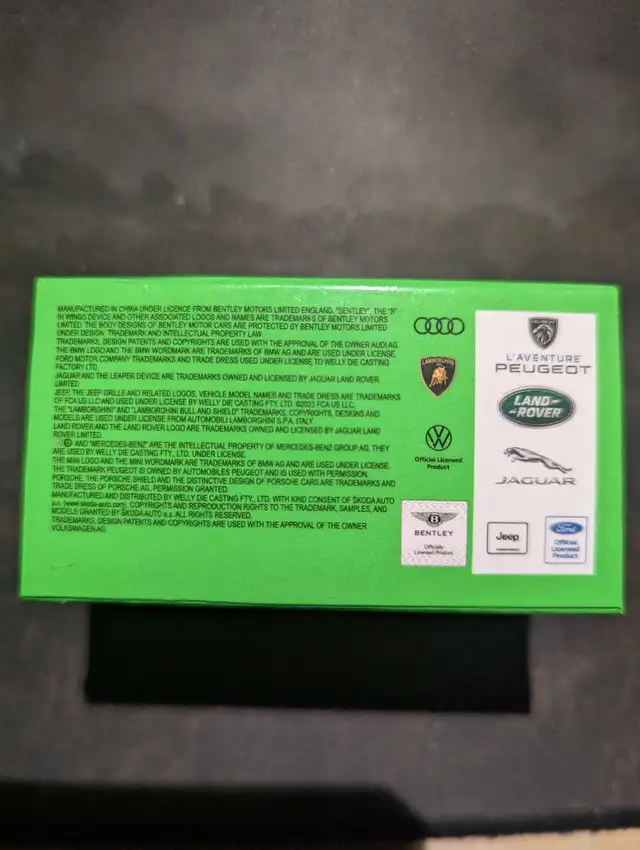 MANUFACTURED IN CHINA UNDER LICENCE FROM BENTLEY MOTORS LIMITED ENGLAND. "BENTLEY", THE "B"
IN WINGS DEVICE AND OTHER ASSOCIATED LOGOS AND NAMES ARE TRADEMARKS OF BENTLEY MOTORS
LIMITED. THE BODY DESIGNS OF BENTLEY MOTOR CARS ARE PROTECTED BY BENTLEY MOTORS LIMITED
UNDER DESIGN, TRADEMARK AND INTELLECTUAL PROPERTY LAW.
TRADEMARKS, DESIGN PATENTS AND COPYRIGHTS ARE USED WITH THE APPROVAL OF THE OWNER AUDI AG.
THE BMW LOGO AND THE BMW WORDMARK ARE TRADEMARKS OF BMW AG AND ARE USED UNDER LICENSE.
FORD MOTOR COMPANY TRADEMARKS AND TRADE DRESS USED UNDER LICENSE TO WELLY DIE CASTING
FACTORY LTD.
JAGUAR AND THE LEAPER DEVICE ARE TRADEMARKS OWNED AND LICENSED BY JAGUAR LAND ROVER
LIMITED
JEEP, THE JEEP GRILLE AND RELATED LOGOS, VEHICLE MODEL NAMES AND TRADE DRESS ARE TRADEMARKS
OF FCA US LLC AND USED UNDER LICENSE BY WELLY DIE CASTING FTY. LTD. ©2023 FCA US LLC.
THE "LAMBORGHINI" AND "LAMBORGHINI BULL AND SHIELD" TRADEMARKS, COPYRIGHTS, DESIGNS AND
MODELS ARE USED UNDER LICENSE FROM AUTOMOBILI LAMBORGHINI S.P.A. ITALY.
LAND ROVER AND THE LAND ROVER LOGO ARE TRADEMARKS OWNED AND LICENSED BY JAGUAR LAND
ROVER LIMITED.
AND "MERCEDES-BENZ" ARE THE INTELLECTUAL PROPERTY OF MERCEDES-BENZ GROUP AG. THEY
ARE USED BY WELLY DIE CASTING FTY., LTD. UNDER LICENSE.
THE MINI LOGO AND THE MINI WORDMARK ARE TRADEMARKS OF BMW AG AND ARE USED UNDER LICENSE.
THE TRADEMARK PEUGEOT IS OWNED BY AUTOMOBILES PEUGEOT AND IS USED WITH PERMISSION.
PORSCHE, THE PORSCHE SHIELD AND THE DISTINCTIVE DESIGN OF PORSCHE CARS ARE TRADEMARKS AND
TRADE DRESS OF PORSCHE AG. PERMISSION GRANTED.
MANUFACTURED AND DISTRIBUTED BY WELLY DIE CASTING FTY., LTD. WITH KIND CONSENT OF ŠKODA AUTO
a.s. (www.skoda-auto.com). COPYRIGHTS AND REPRODUCTION RIGHTS TO THE TRADEMARK, SAMPLES, AND
MODELS GRANTED BY ŠKODA AUTO a.s. ALL RIGHTS RESERVED.
TRADEMARKS, DESIGN PATENTS AND COPYRIGHTS ARE USED WITH THE APPROVAL OF THE OWNER
VOLKSWAGEN AG.
LAMBORGHINI
Official Licensed
Product
BENTLEY
Officially
Licensed Product
L'AVENTURE
PEUGEOT
LAND-
ROVER
JAGUAR
Jeep
Ford
Official
Licensed
Product